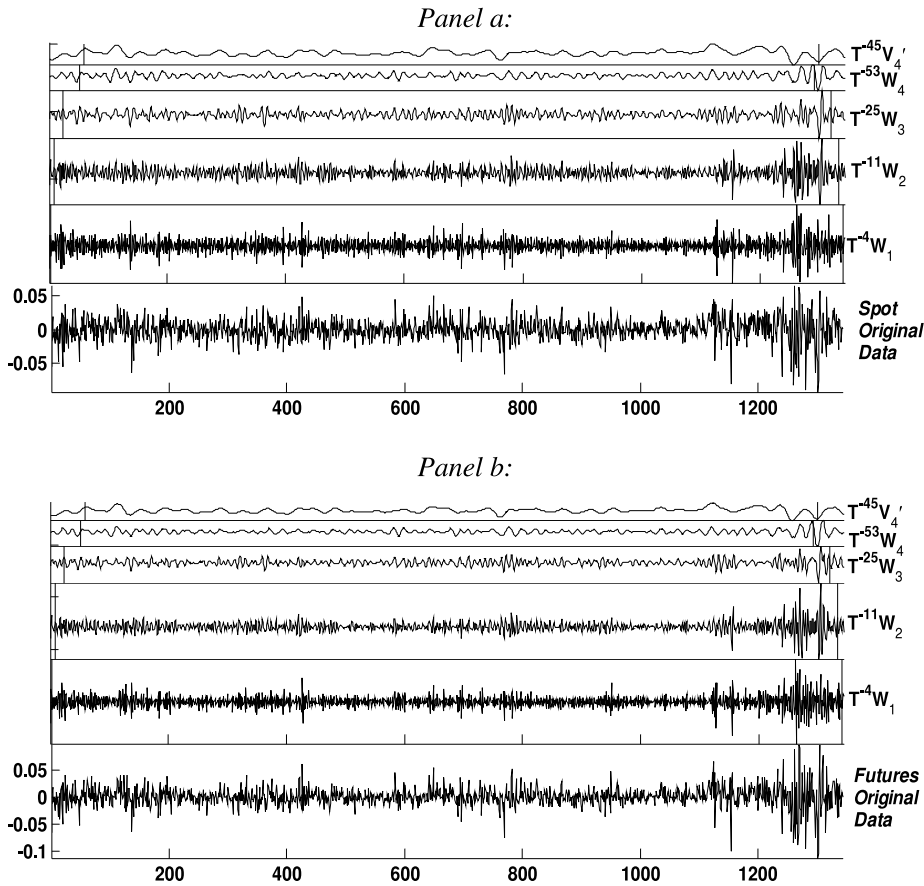 Panel a:
T⁻⁴⁵V₄′
T⁻⁵³W₄
T⁻²⁵W₃
T⁻¹¹W₂
T⁻⁴W₁
0.05
0
-0.05
Spot
Original
Data
200 400 600 800 1000 1200
Panel b:
T⁻⁴⁵V₄′
T⁻⁵³W₄
T⁻²⁵W₃
T⁻¹¹W₂
T⁻⁴W₁
0.05
0
-0.05
-0.1
Futures
Original
Data
200 400 600 800 1000 1200